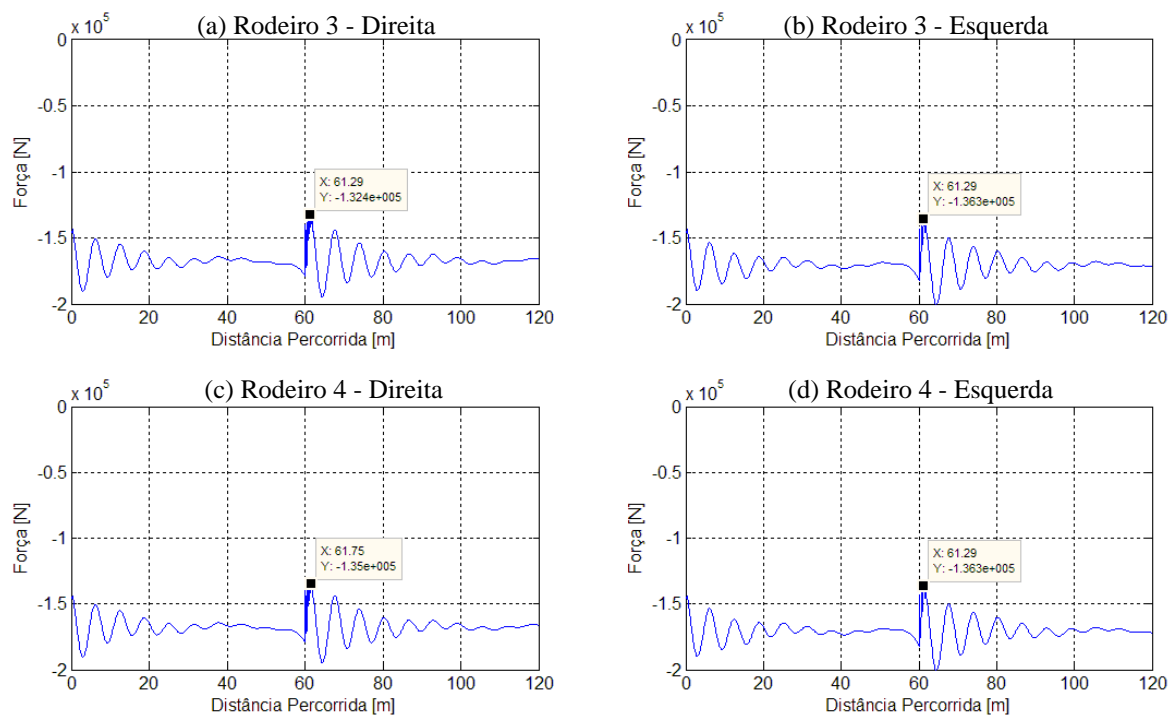 (a) Rodeiro 3 - Direita
x 10^5
0
-0.5
-1
-1.5
-2
Força [N]
X: 61.29
Y: -1.324e+005
0 20 40 60 80 100 120
Distância Percorrida [m]
(b) Rodeiro 3 - Esquerda
x 10^5
0
-0.5
-1
-1.5
-2
Força [N]
X: 61.29
Y: -1.363e+005
0 20 40 60 80 100 120
Distância Percorrida [m]
(c) Rodeiro 4 - Direita
x 10^5
0
-0.5
-1
-1.5
-2
Força [N]
X: 61.75
Y: -1.35e+005
0 20 40 60 80 100 120
Distância Percorrida [m]
(d) Rodeiro 4 - Esquerda
x 10^5
0
-0.5
-1
-1.5
-2
Força [N]
X: 61.29
Y: -1.363e+005
0 20 40 60 80 100 120
Distância Percorrida [m]